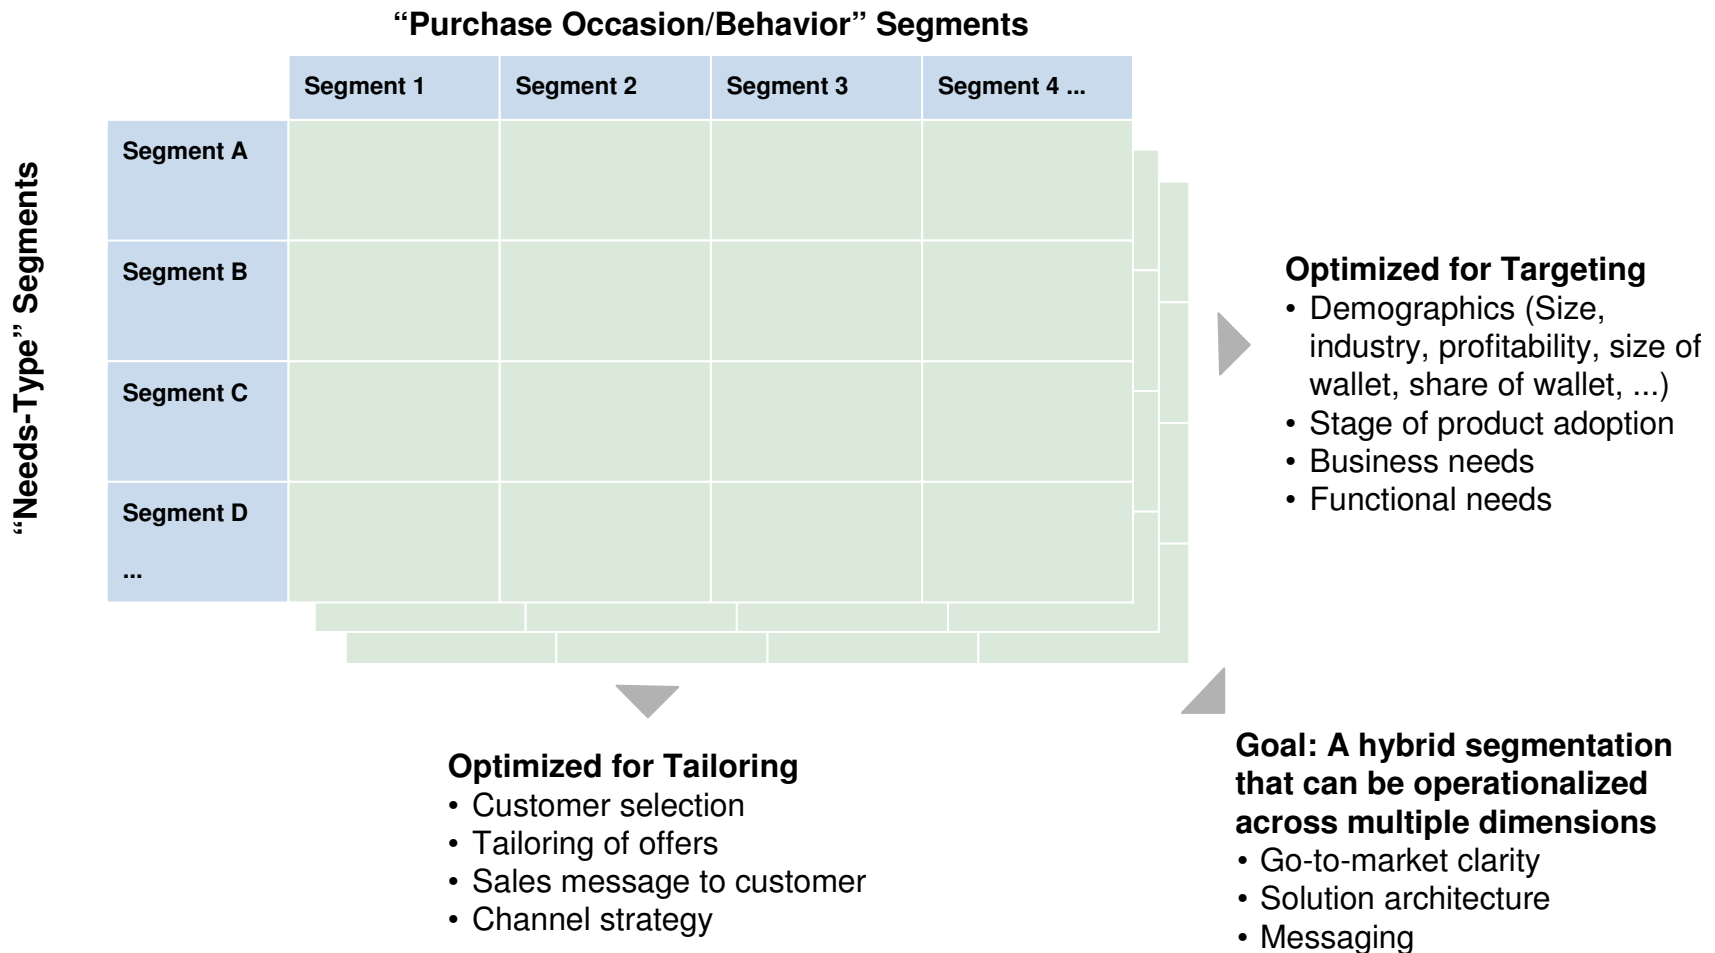 “Purchase Occasion/Behavior” Segments
Segment 1
Segment 2
Segment 3
Segment 4 ...
“Needs-Type” Segments
Segment A
Segment B
Segment C
Segment D
...
Optimized for Targeting
• Demographics (Size,
industry, profitability, size of
wallet, share of wallet, ...)
• Stage of product adoption
• Business needs
• Functional needs
Optimized for Tailoring
• Customer selection
• Tailoring of offers
• Sales message to customer
• Channel strategy
Goal: A hybrid segmentation
that can be operationalized
across multiple dimensions
• Go-to-market clarity
• Solution architecture
• Messaging